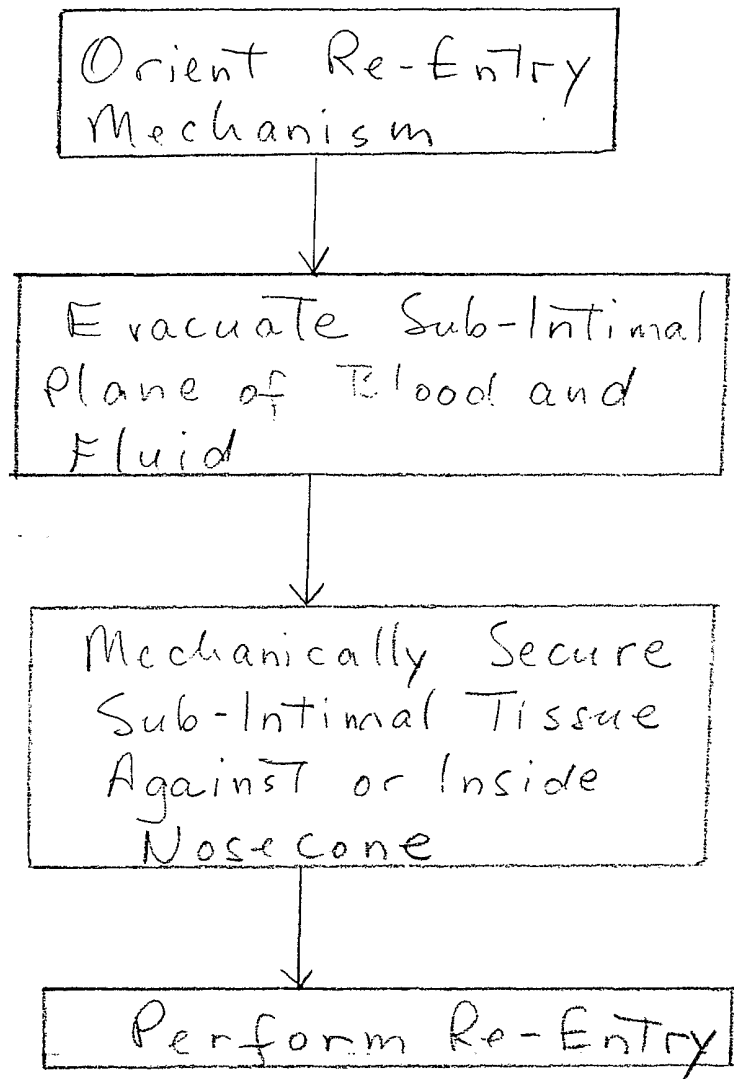 Orient Re-Entry
Mechanism
Evacuate Sub-Intimal
Plane of Blood and
Fluid
Mechanically Secure
Sub-Intimal Tissue
Against or Inside
Nosecone
Perform Re-Entry